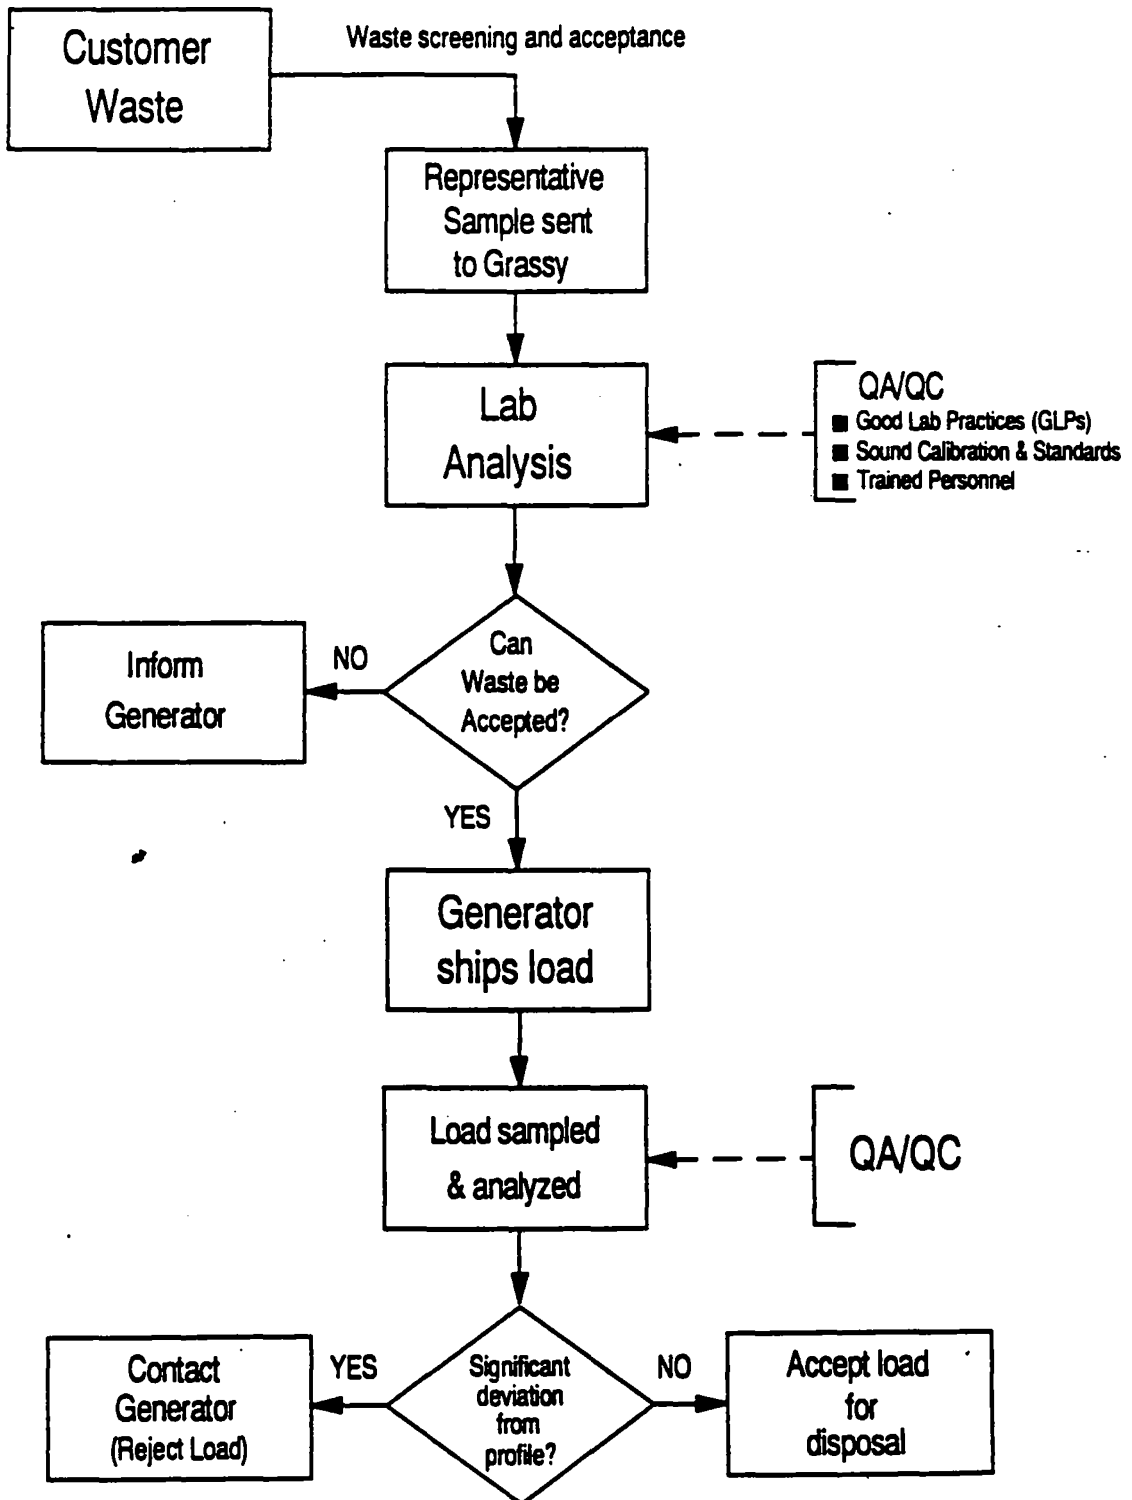 Customer
Waste
Waste screening and acceptance
Representative
Sample sent
to Grassy
Lab
Analysis
QA/QC
■ Good Lab Practices (GLPs)
■ Sound Calibration & Standards
■ Trained Personnel
Can
Waste be
Accepted?
NO
Inform
Generator
YES
Generator
ships load
Load sampled
& analyzed
QA/QC
Significant
deviation
from
profile?
YES
Contact
Generator
(Reject Load)
NO
Accept load
for
disposal